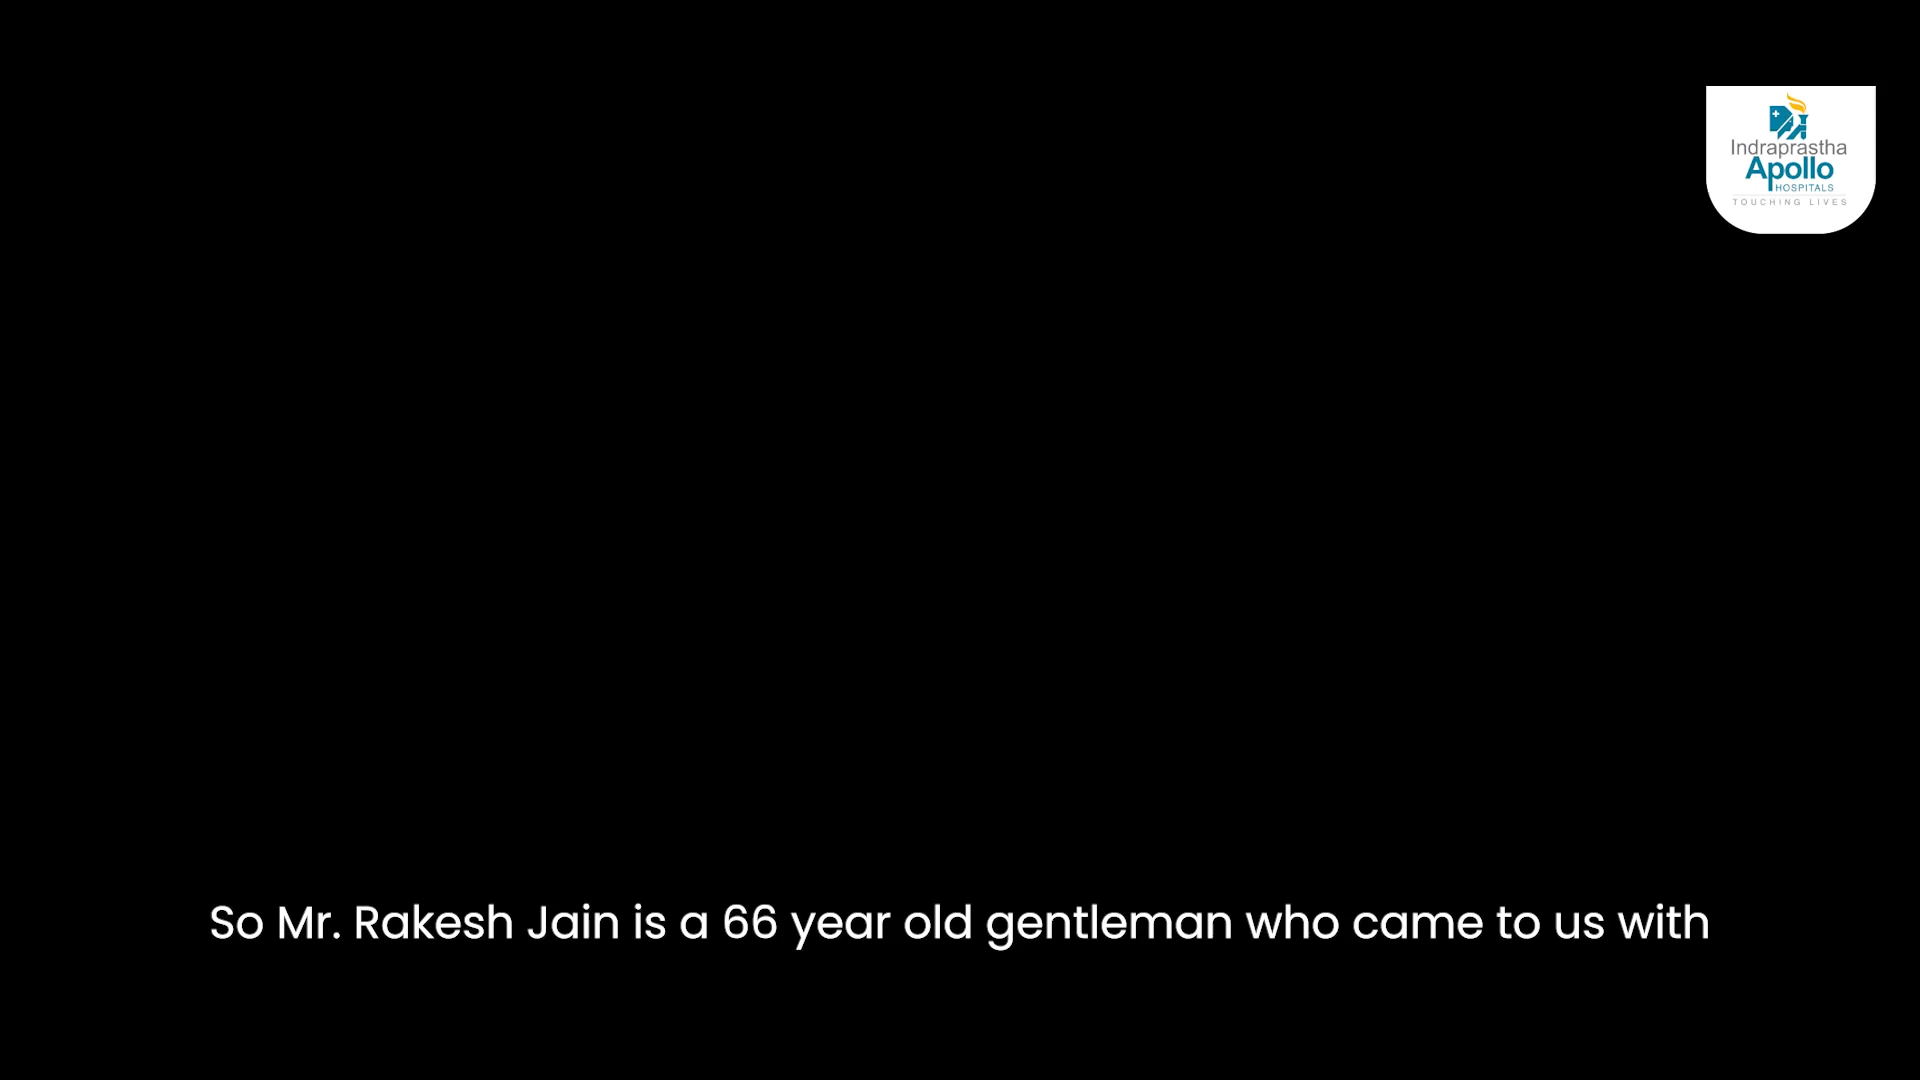 Indraprastha
Apollo
HOSPITALS
TOUCHING LIVES
So Mr. Rakesh Jain is a 66 year old gentleman who came to us with